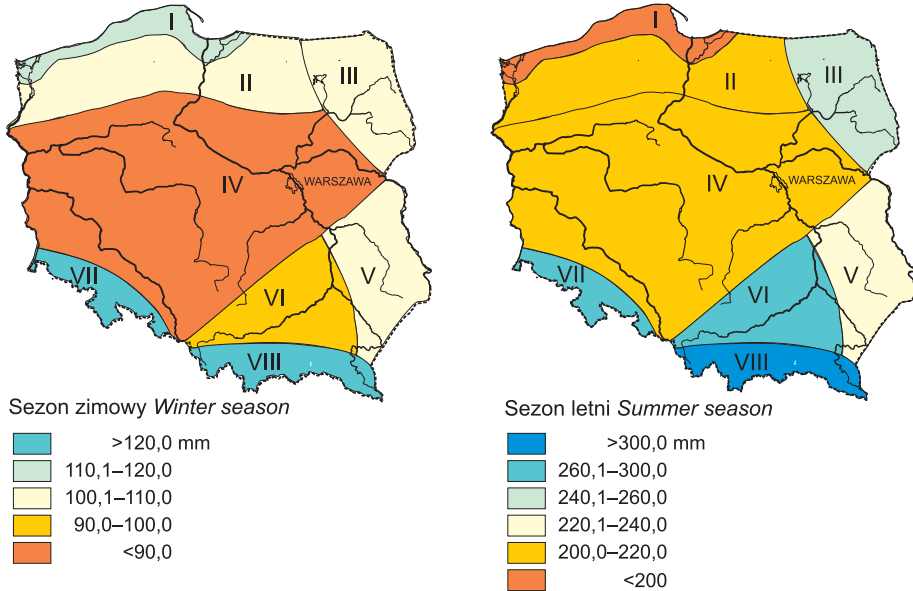 I
II
III
IV
WARSZAWA
V
VI
VII
VIII
Sezon zimowy Winter season
>120,0 mm
110,1–120,0
100,1–110,0
90,0–100,0
<90,0
I
II
III
IV
WARSZAWA
V
VI
VII
VIII
Sezon letni Summer season
>300,0 mm
260,1–300,0
240,1–260,0
220,1–240,0
200,0–220,0
<200